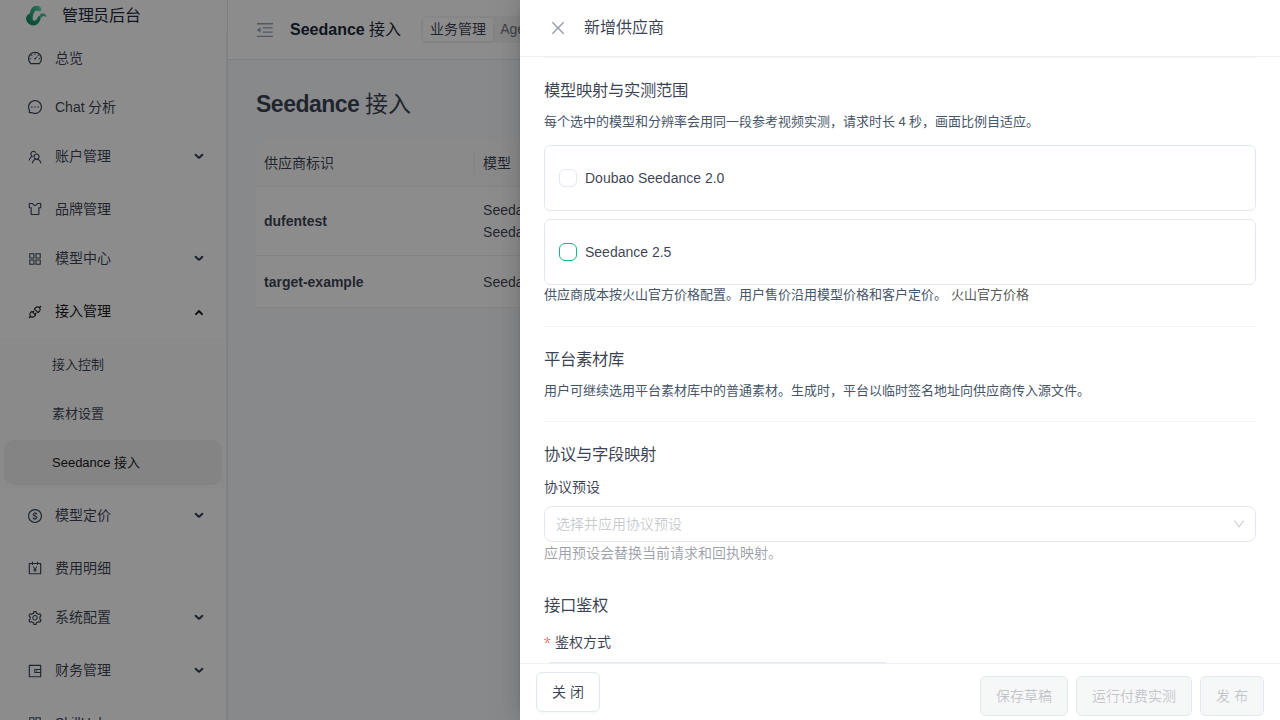 管理员后台
总览
Chat 分析
账户管理
品牌管理
模型中心
接入管理
接入控制
素材设置
Seedance 接入
模型定价
费用明细
系统配置
财务管理
Seedance 接入
业务管理
Seedance 接入
供应商标识
模型
dufentest
target-example
新增供应商
模型映射与实测范围
每个选中的模型和分辨率会用同一段参考视频实测，请求时长 4 秒，画面比例自适应。
Doubao Seedance 2.0
Seedance 2.5
供应商成本按火山官方价格配置。用户售价沿用模型价格和客户定价。 火山官方价格
平台素材库
用户可继续选用平台素材库中的普通素材。生成时，平台以临时签名地址向供应商传入源文件。
协议与字段映射
协议预设
选择并应用协议预设
应用预设会替换当前请求和回执映射。
接口鉴权
* 鉴权方式
关 闭
保存草稿
运行付费实测
发 布